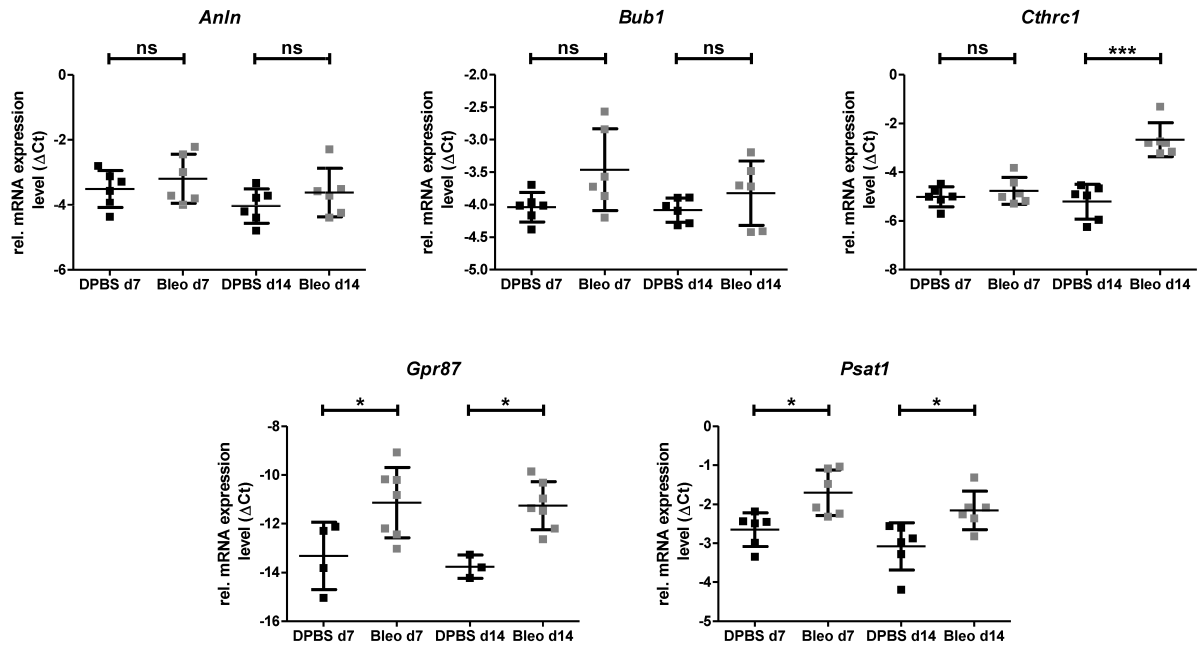 Anln
ns ns
rel. mRNA expression
level (ΔCt)
0
-2
-4
-6
DPBS d7 Bleo d7 DPBS d14 Bleo d14
Bub1
ns ns
rel. mRNA expression
level (ΔCt)
-2.0
-2.5
-3.0
-3.5
-4.0
-4.5
-5.0
DPBS d7 Bleo d7 DPBS d14 Bleo d14
Cthrc1
ns ***
rel. mRNA expression
level (ΔCt)
0
-2
-4
-6
-8
DPBS d7 Bleo d7 DPBS d14 Bleo d14
Gpr87
* *
rel. mRNA expression
level (ΔCt)
-8
-10
-12
-14
-16
DPBS d7 Bleo d7 DPBS d14 Bleo d14
Psat1
* *
rel. mRNA expression
level (ΔCt)
0
-1
-2
-3
-4
-5
DPBS d7 Bleo d7 DPBS d14 Bleo d14